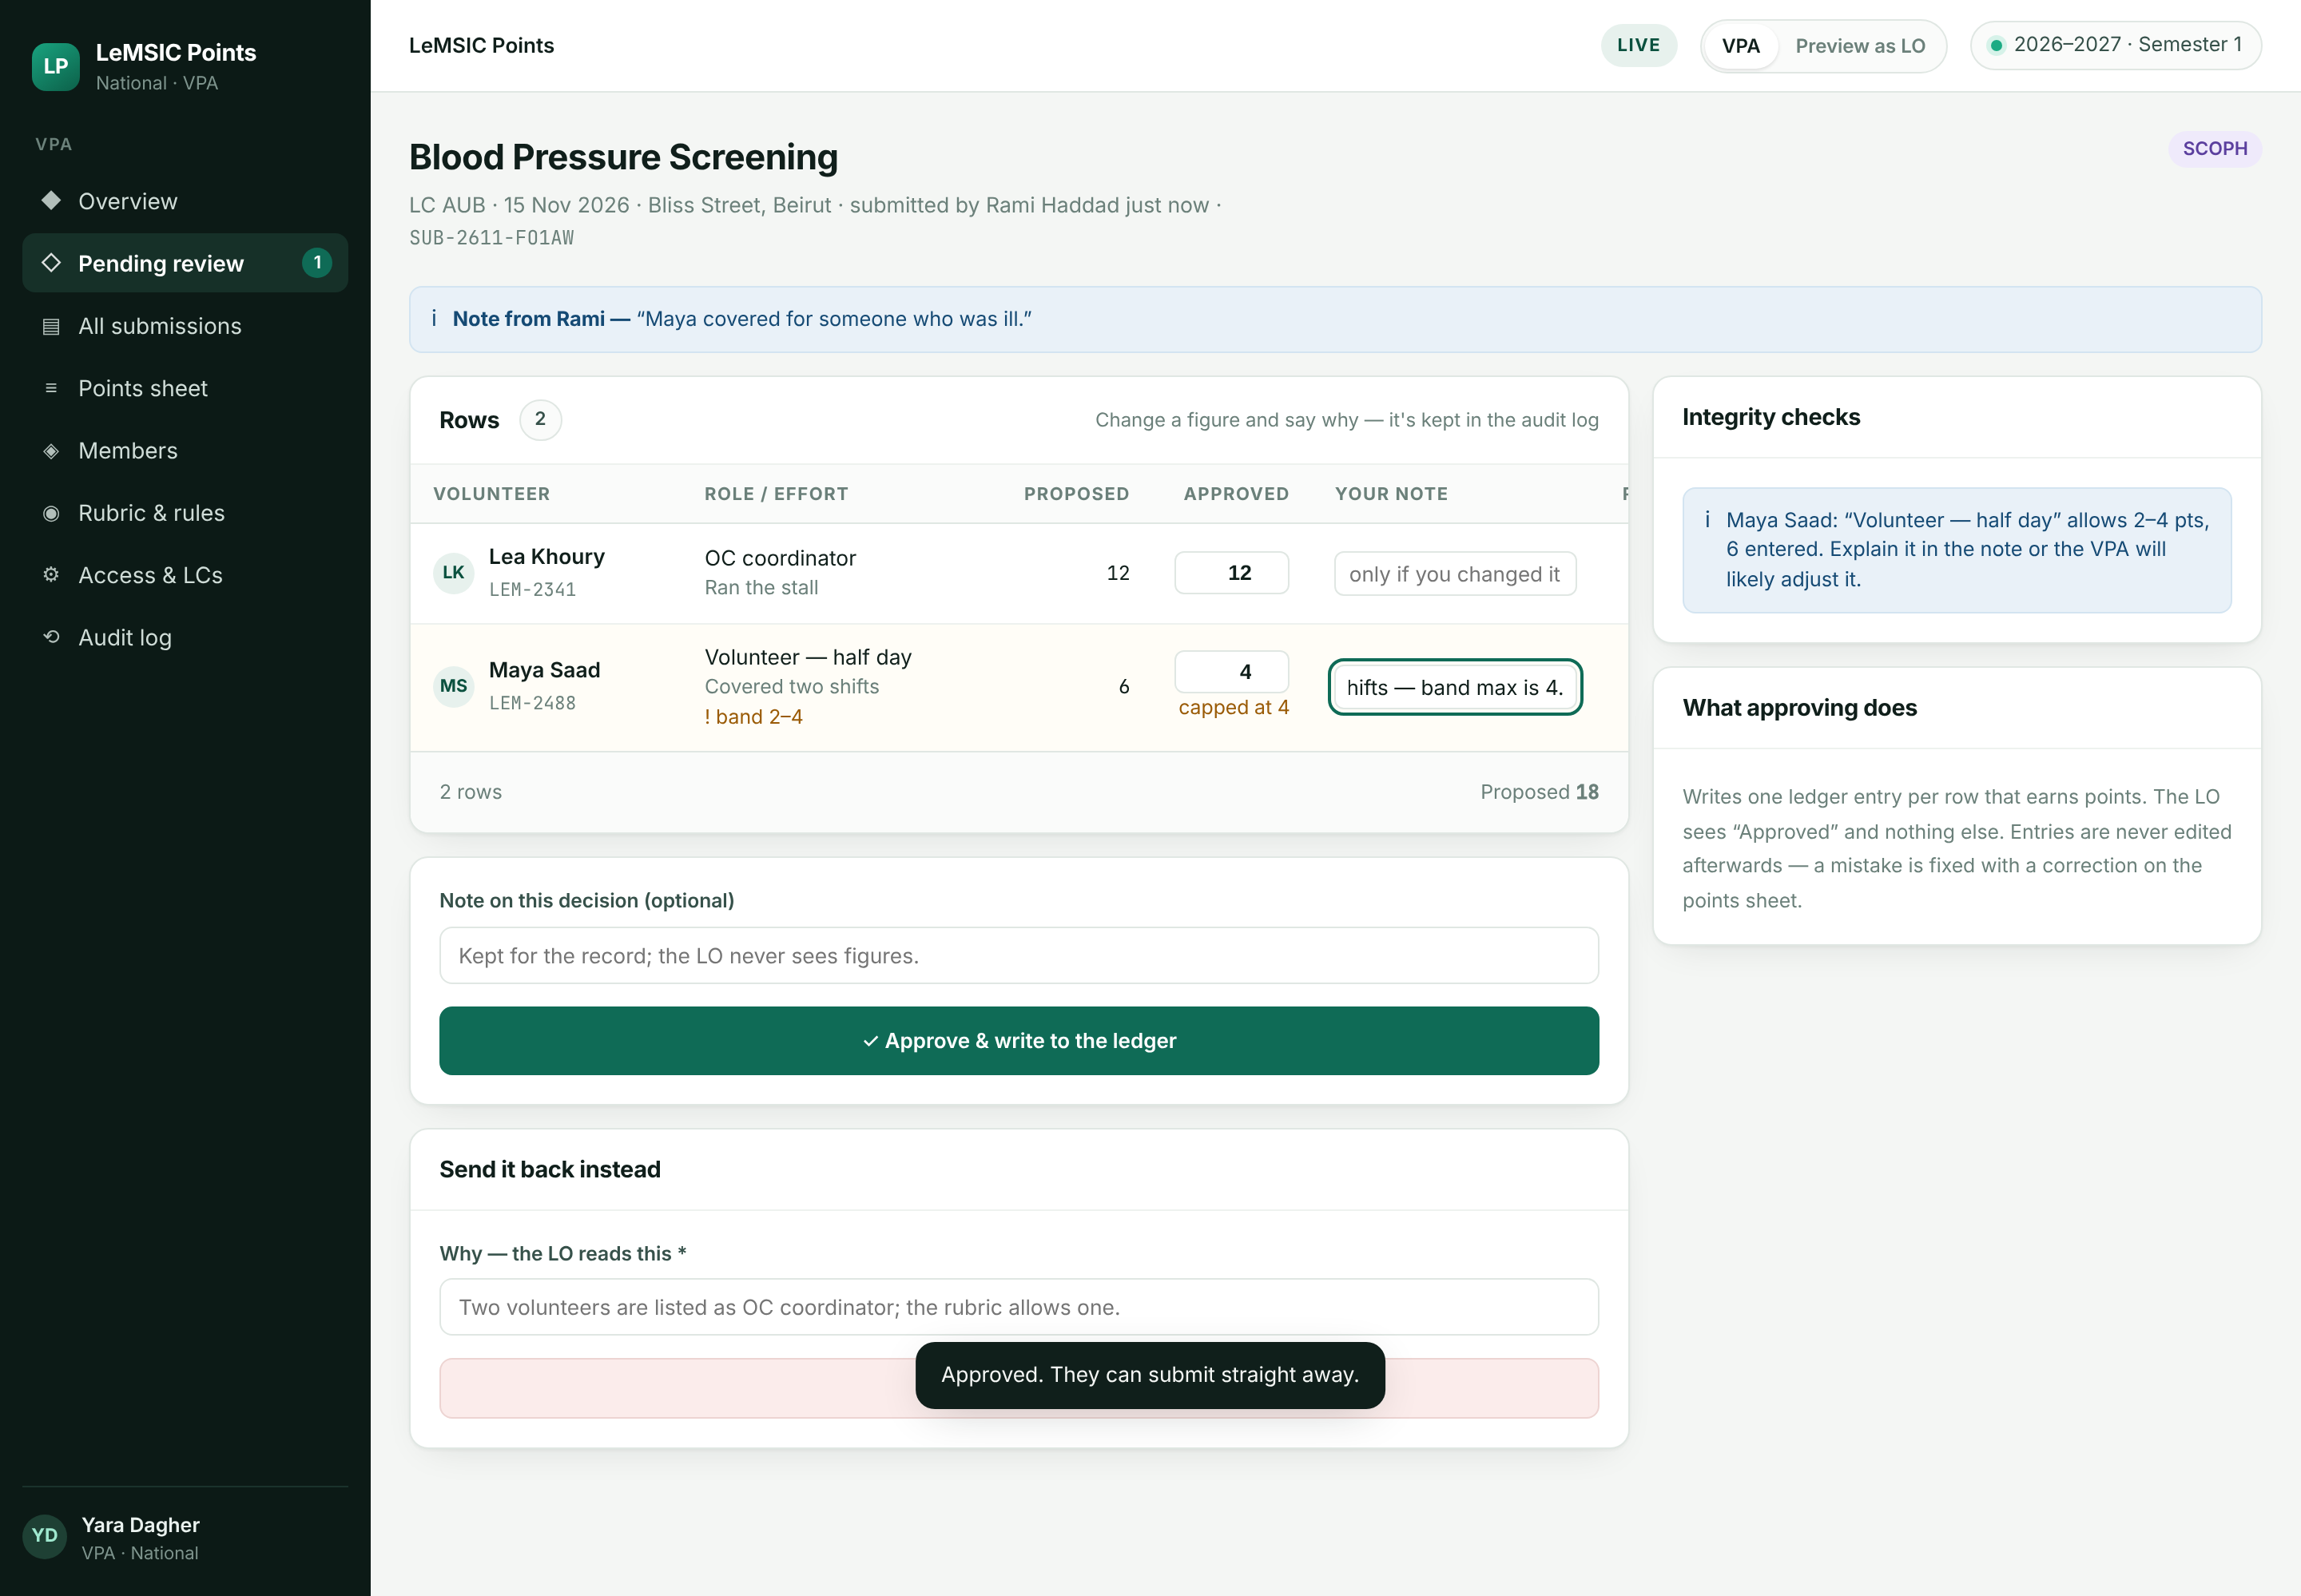 LP
LeMSIC Points
National · VPA
VPA
Overview
Pending review 1
All submissions
Points sheet
Members
Rubric & rules
Access & LCs
Audit log
YD
Yara Dagher
VPA · National
LeMSIC Points
LIVE
VPA Preview as LO
2026–2027 · Semester 1
Blood Pressure Screening
SCOPH
LC AUB · 15 Nov 2026 · Bliss Street, Beirut · submitted by Rami Haddad just now ·
SUB-2611-FO1AW
i Note from Rami — “Maya covered for someone who was ill.”
Rows 2
Change a figure and say why — it's kept in the audit log
VOLUNTEER ROLE / EFFORT PROPOSED APPROVED YOUR NOTE
LK Lea Khoury
LEM-2341
OC coordinator
Ran the stall
12
12
only if you changed it
MS Maya Saad
LEM-2488
Volunteer — half day
Covered two shifts
! band 2–4
6
4
capped at 4
hifts — band max is 4.
2 rows
Proposed 18
Note on this decision (optional)
Kept for the record; the LO never sees figures.
✓ Approve & write to the ledger
Send it back instead
Why — the LO reads this *
Two volunteers are listed as OC coordinator; the rubric allows one.
Approved. They can submit straight away.
Integrity checks
i Maya Saad: “Volunteer — half day” allows 2–4 pts,
6 entered. Explain it in the note or the VPA will
likely adjust it.
What approving does
Writes one ledger entry per row that earns points. The LO
sees “Approved” and nothing else. Entries are never edited
afterwards — a mistake is fixed with a correction on the
points sheet.